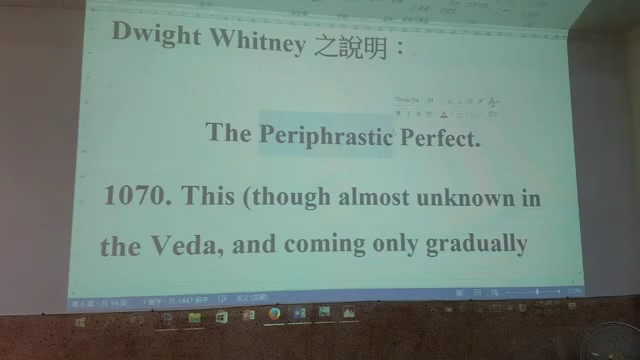 Dwight Whitney 之說明：
The Periphrastic Perfect.
1070. This (though almost unknown in
the Veda, and coming only gradually